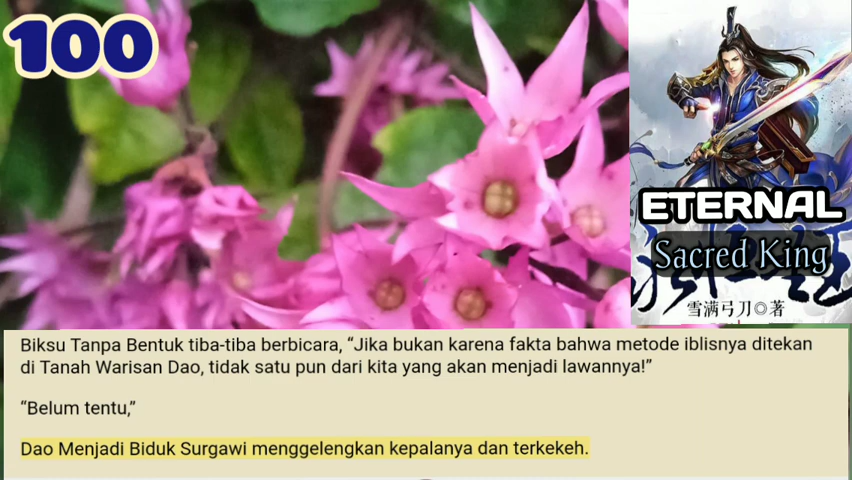 100
ETERNAL
Sacred King
雪满弓刀◎著
Biksu Tanpa Bentuk tiba-tiba berbicara, “Jika bukan karena fakta bahwa metode iblisnya ditekan
di Tanah Warisan Dao, tidak satu pun dari kita yang akan menjadi lawannya!”
“Belum tentu,”
Dao Menjadi Biduk Surgawi menggelengkan kepalanya dan terkekeh.